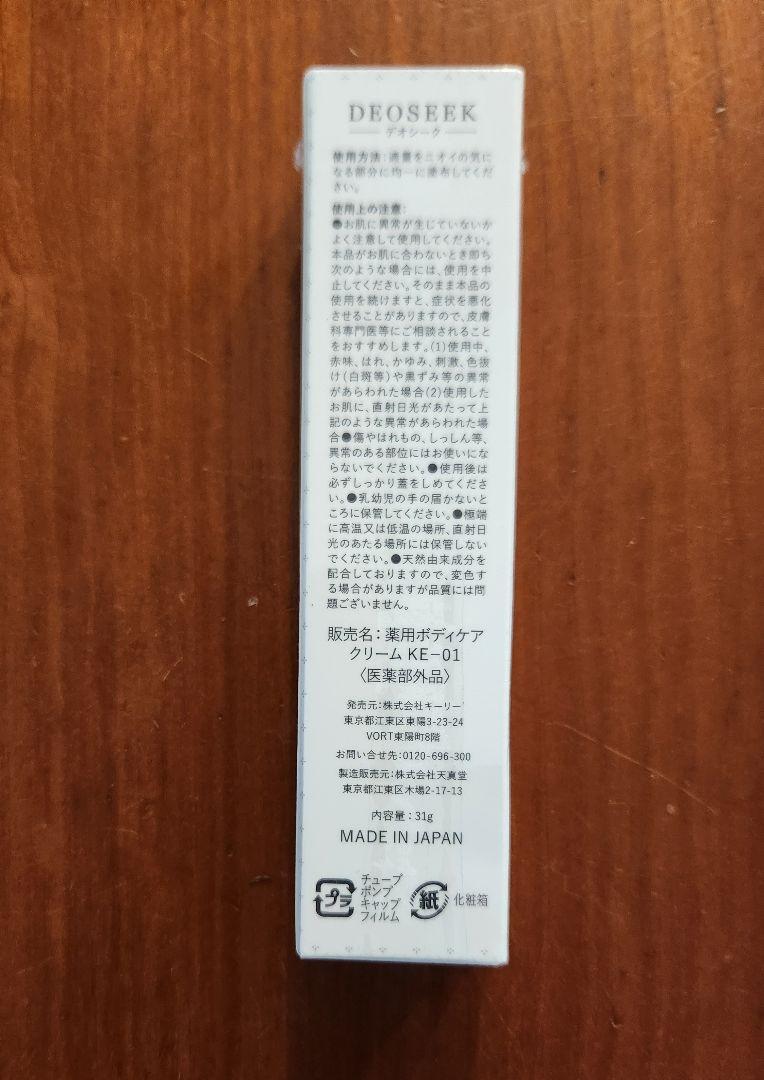 DEOSEEK
デオシーク
使用方法：適量をニオイの気に
なる部分に均一に塗布してくだ
さい。
使用上の注意：
●お肌に異常が生じていないか
よく注意して使用してください。
本品がお肌に合わないとき即ち
次のような場合には、使用を中
止してください。そのまま本品の
使用を続けますと、症状を悪化
させることがありますので、皮膚
科専門医等にご相談されること
をおすすめします。(1)使用中、
赤味、はれ、かゆみ、刺激、色抜
け(白斑等)や黒ずみ等の異常
があらわれた場合(2)使用した
お肌に、直射日光があたって上
記のような異常があらわれた場
合●傷やはれもの、しっしん等、
異常のある部位にはお使いにな
らないでください。●使用後は
必ずしっかり蓋をしめてくださ
い。●乳幼児の手の届かないと
ころに保管してください。●極端
に高温又は低温の場所、直射日
光のあたる場所には保管しない
でください。●天然由来成分を
配合しておりますので、変色す
る場合がありますが品質には問
題ございません。
販売名：薬用ボディケア
クリーム KE-01
〈医薬部外品〉
発売元：株式会社キーリー
東京都江東区東陽3-23-24
VORT東陽町8階
お問い合せ先：0120-696-300
製造販売元：株式会社天真堂
東京都江東区木場2-17-13
内容量：31g
MADE IN JAPAN
プラ
チューブ
ポンプ
キャップ
フィルム
紙
化粧箱